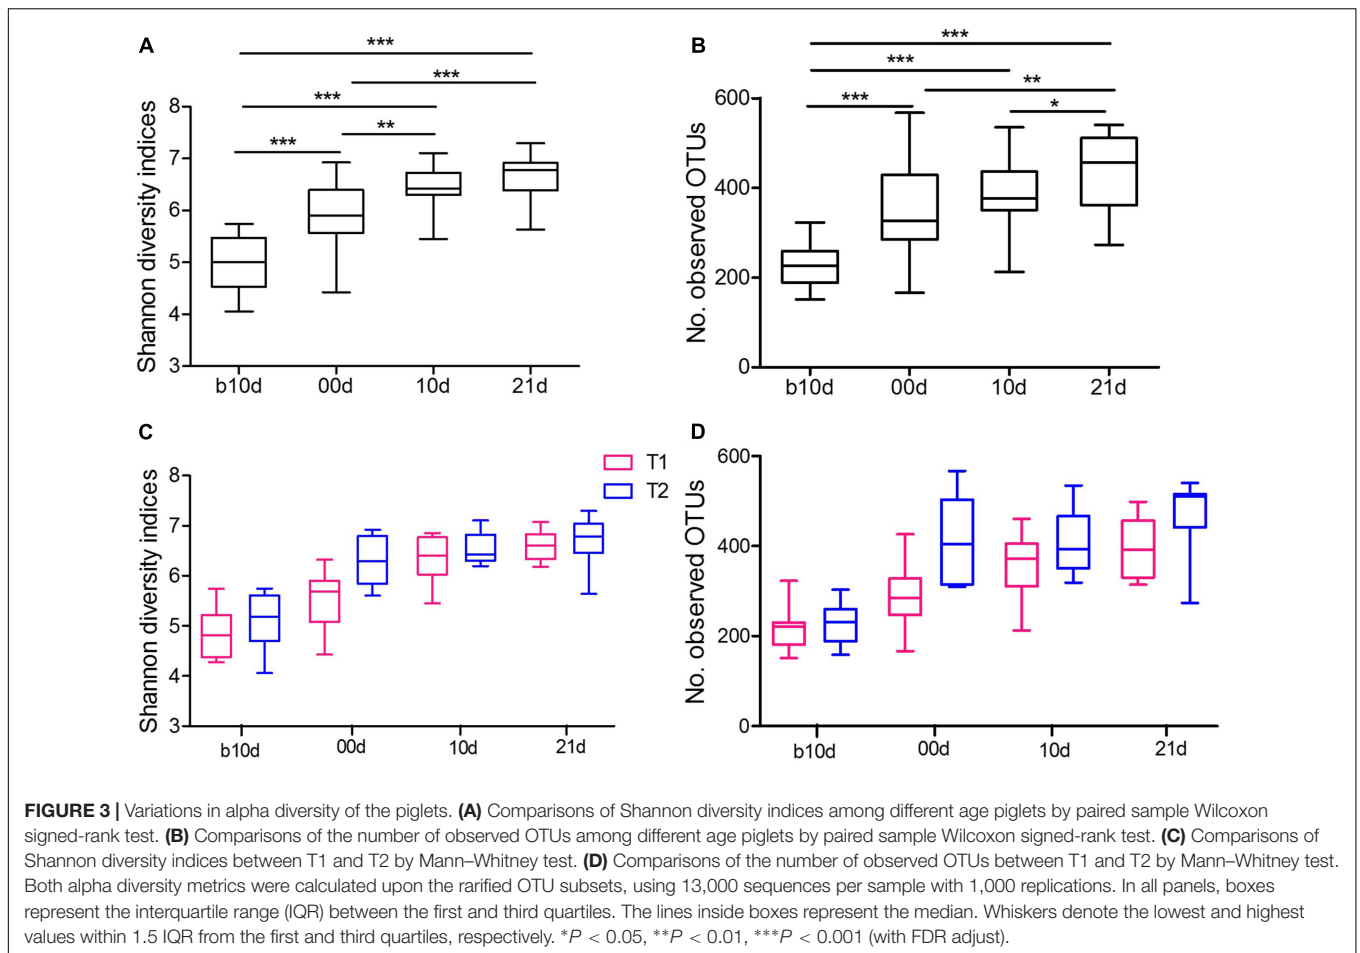 A
***
***
***
**
***
Shannon diversity indices
8
7
6
5
4
3
b10d 00d 10d 21d
B
***
***
**
***
*
No. observed OTUs
600
400
200
0
b10d 00d 10d 21d
C
Shannon diversity indices
8
7
6
5
4
3
b10d 00d 10d 21d
T1
T2
D
No. observed OTUs
600
400
200
0
b10d 00d 10d 21d
FIGURE 3 | Variations in alpha diversity of the piglets. (A) Comparisons of Shannon diversity indices among different age piglets by paired sample Wilcoxon
signed-rank test. (B) Comparisons of the number of observed OTUs among different age piglets by paired sample Wilcoxon signed-rank test. (C) Comparisons of
Shannon diversity indices between T1 and T2 by Mann–Whitney test. (D) Comparisons of the number of observed OTUs between T1 and T2 by Mann–Whitney test.
Both alpha diversity metrics were calculated upon the rarified OTU subsets, using 13,000 sequences per sample with 1,000 replications. In all panels, boxes
represent the interquartile range (IQR) between the first and third quartiles. The lines inside boxes represent the median. Whiskers denote the lowest and highest
values within 1.5 IQR from the first and third quartiles, respectively. *P < 0.05, **P < 0.01, ***P < 0.001 (with FDR adjust).